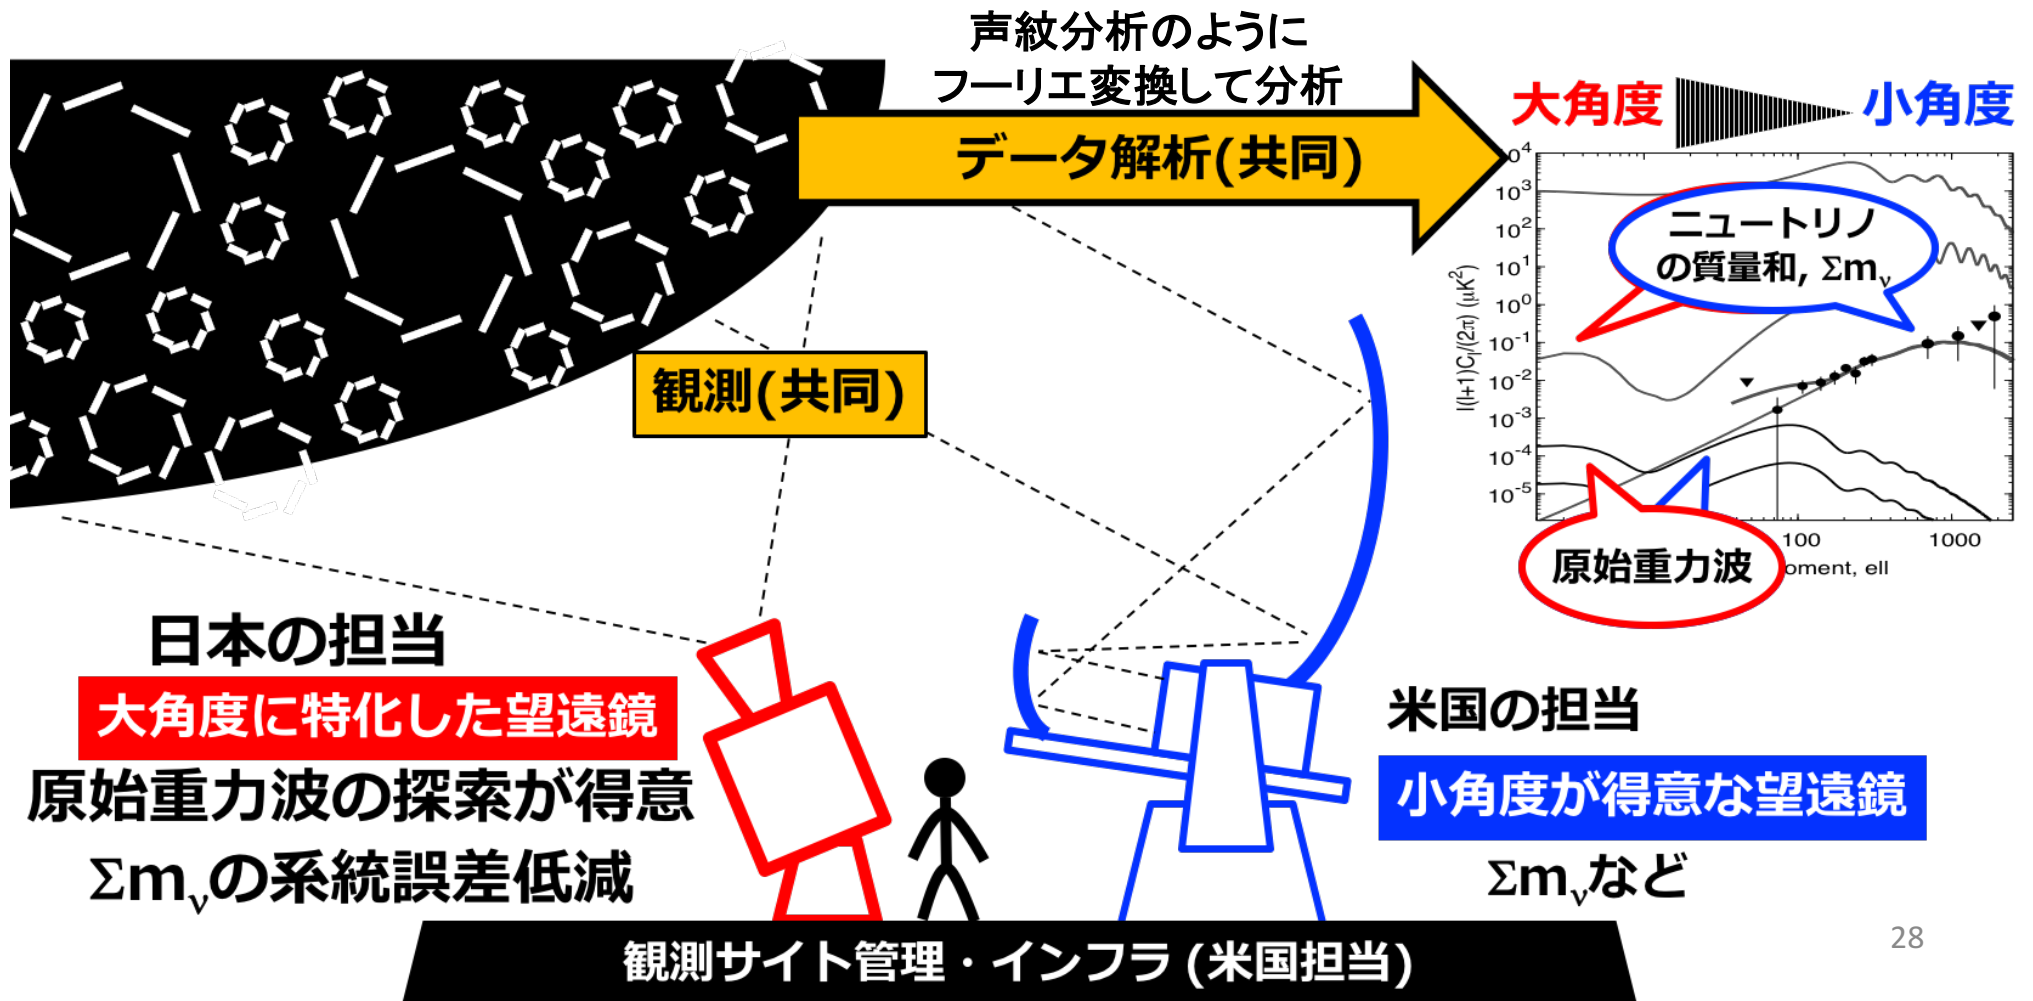 声紋分析のように
フーリエ変換して分析
データ解析(共同)
大角度
小角度
10⁴
10³
10²
10¹
10⁰
10⁻¹
10⁻²
10⁻³
10⁻⁴
10⁻⁵
l(l+1)Cₗ/(2π) (μK²)
ニュートリノ
の質量和, Σmᵥ
100
1000
oment, ell
原始重力波
観測(共同)
日本の担当
大角度に特化した望遠鏡
原始重力波の探索が得意
Σmᵥの系統誤差低減
米国の担当
小角度が得意な望遠鏡
Σmᵥなど
観測サイト管理・インフラ (米国担当)
28